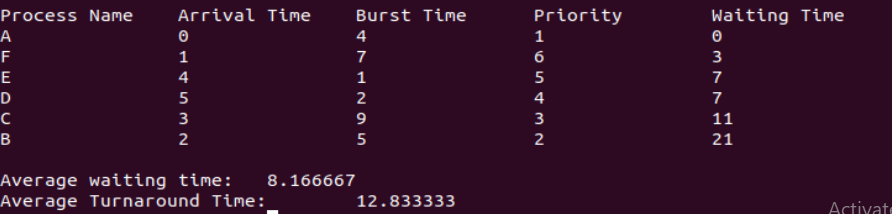 Process Name Arrival Time Burst Time Priority Waiting Time
A 0 4 1 0
F 1 7 6 3
E 4 1 5 7
D 5 2 4 7
C 3 9 3 11
B 2 5 2 21
Average waiting time: 8.166667
Average Turnaround Time: 12.833333
Activate